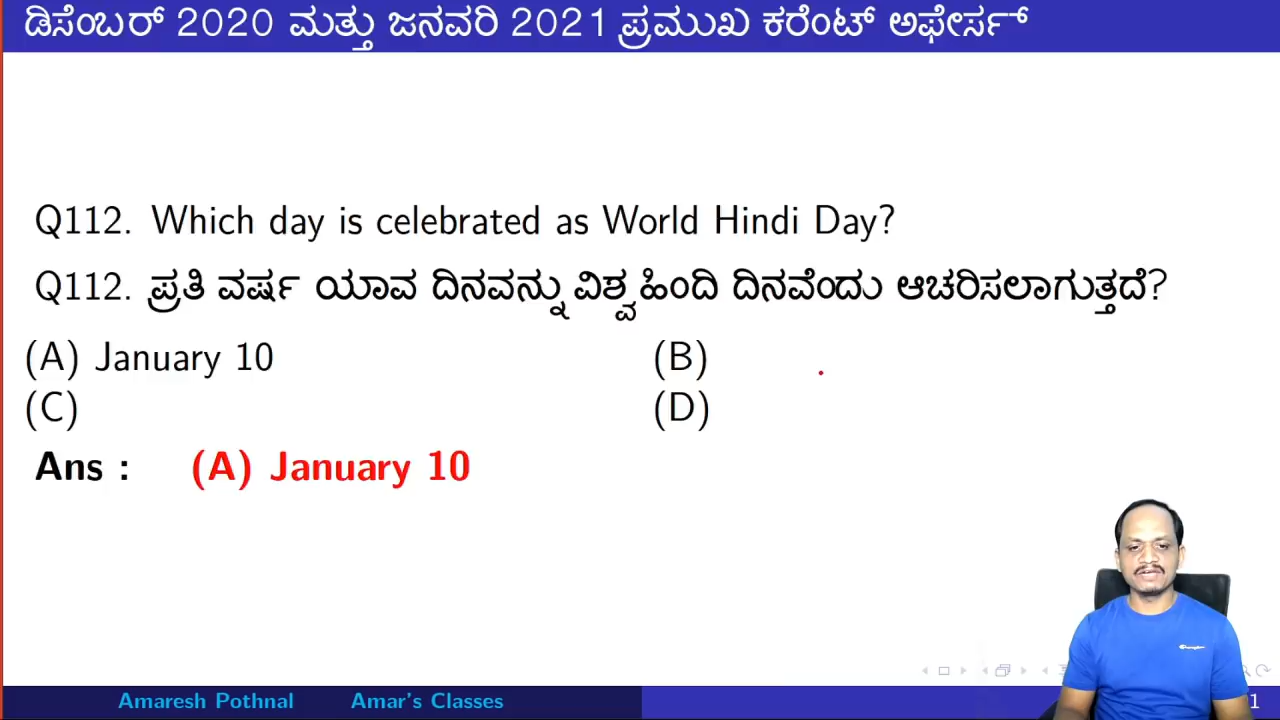 ಡಿಸೆಂಬರ್ 2020 ಮತ್ತು ಜನವರಿ 2021 ಪ್ರಮುಖ ಕರೆಂಟ್ ಅಫೇರ್ಸ್
Q112. Which day is celebrated as World Hindi Day?
Q112. ಪ್ರತಿ ವರ್ಷ ಯಾವ ದಿನವನ್ನು ವಿಶ್ವ ಹಿಂದಿ ದಿನವೆಂದು ಆಚರಿಸಲಾಗುತ್ತದೆ?
(A) January 10 (B)
(C) (D)
Ans : (A) January 10
Amaresh Pothnal Amar's Classes 1